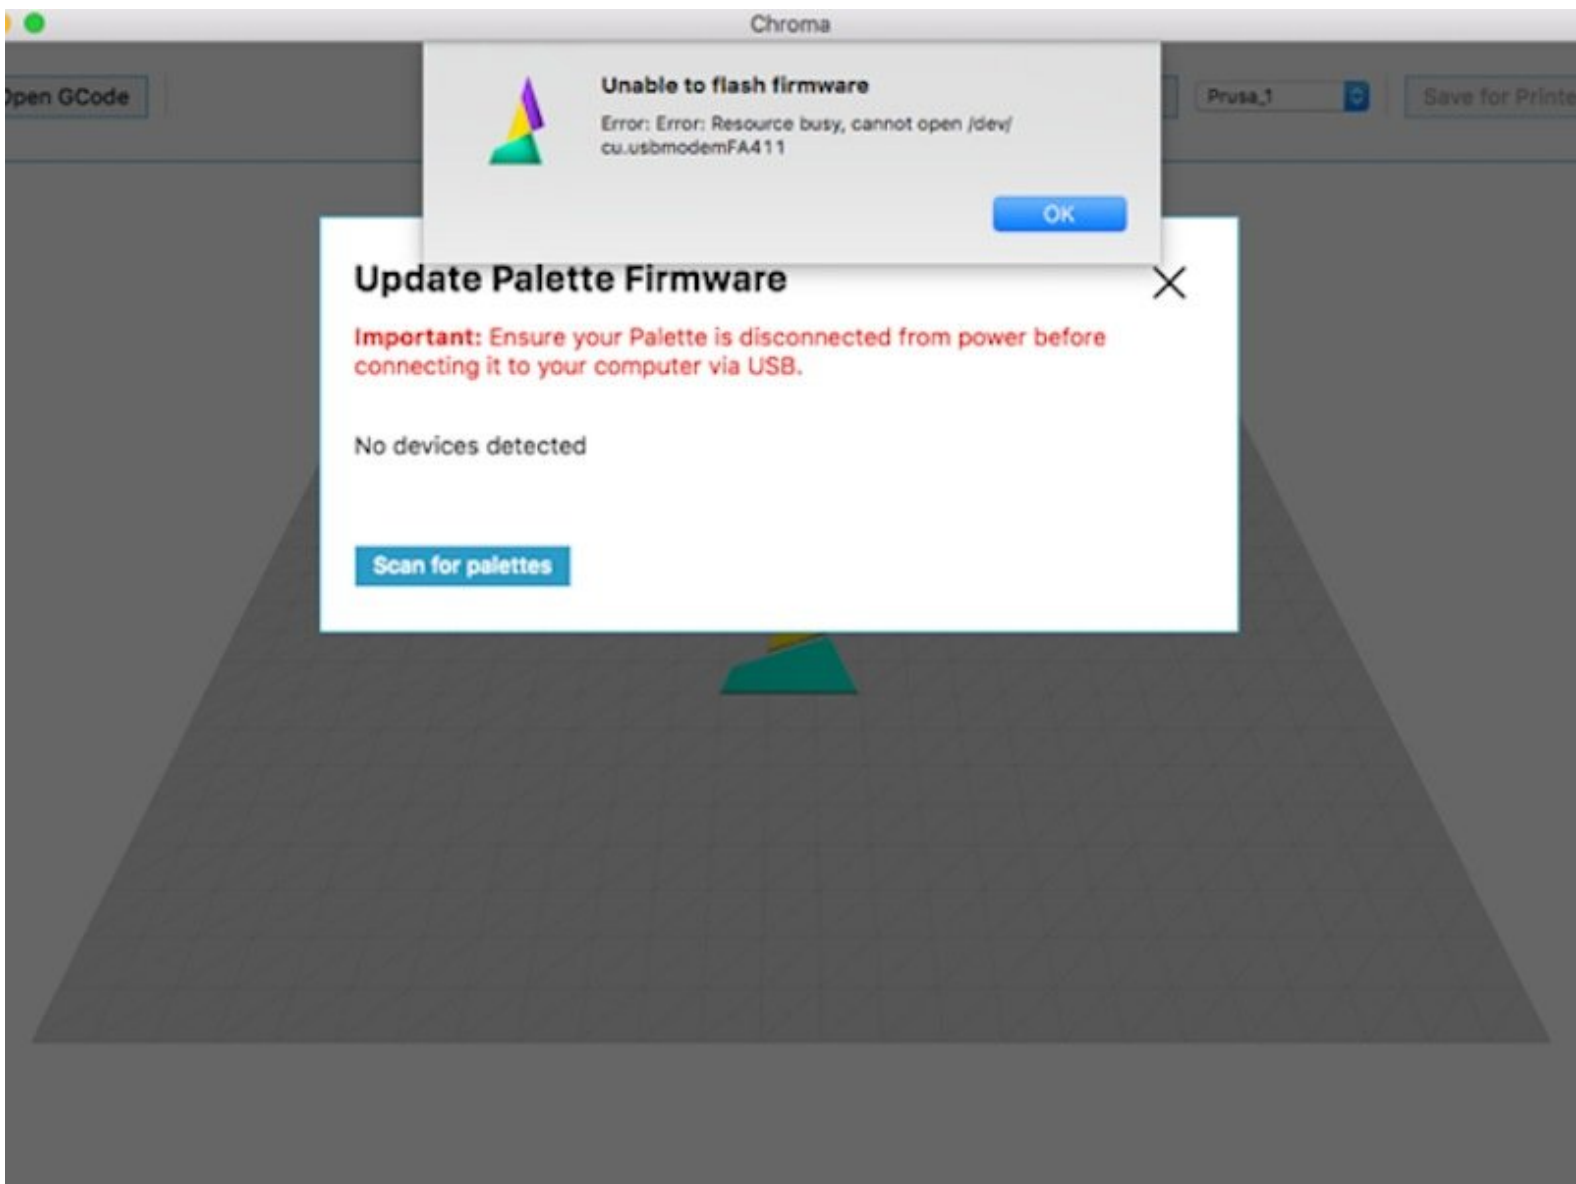 Chroma
Open GCode
Prusa_1
Save for Printe
Unable to flash firmware
Error: Error: Resource busy, cannot open /dev/
cu.usbmodemFA411
OK
Update Palette Firmware
Important: Ensure your Palette is disconnected from power before
connecting it to your computer via USB.
No devices detected
Scan for palettes